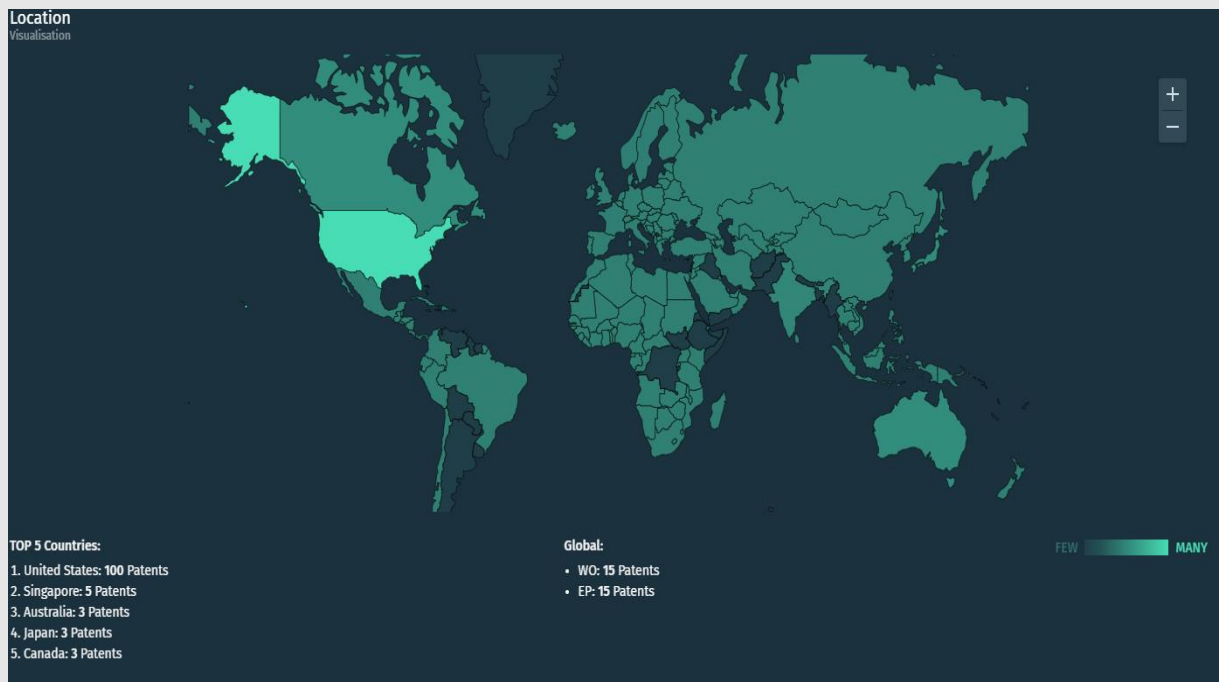 Location
Visualisation
+
−
TOP 5 Countries:
1. United States: 100 Patents
2. Singapore: 5 Patents
3. Australia: 3 Patents
4. Japan: 3 Patents
5. Canada: 3 Patents
Global:
• WO: 15 Patents
• EP: 15 Patents
FEW MANY